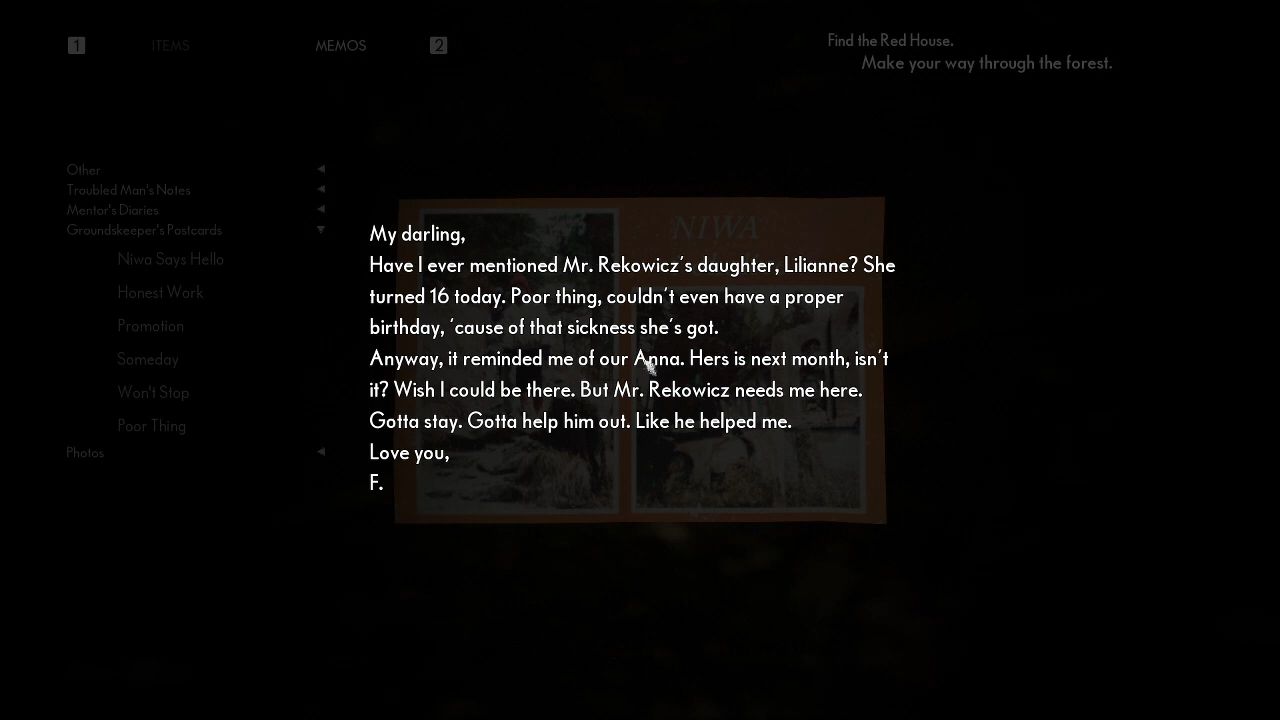 1 ITEMS MEMOS 2
Find the Red House.
Make your way through the forest.
Other
Troubled Man's Notes
Mentor's Diaries
Groundskeeper's Postcards
Niwa Says Hello
Honest Work
Promotion
Someday
Won't Stop
Poor Thing
Photos
NIWA
My darling,
Have I ever mentioned Mr. Rekowicz's daughter, Lilianne? She
turned 16 today. Poor thing, couldn't even have a proper
birthday, 'cause of that sickness she's got.
Anyway, it reminded me of our Anna. Hers is next month, isn't
it? Wish I could be there. But Mr. Rekowicz needs me here.
Gotta stay. Gotta help him out. Like he helped me.
Love you,
F.